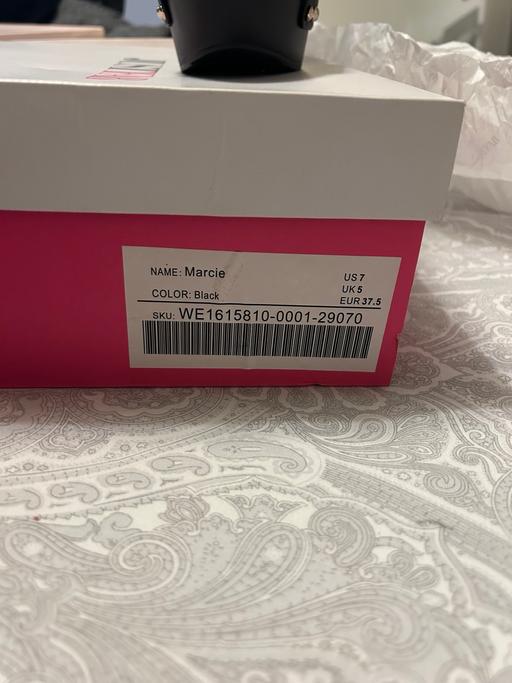 NAME: Marcie
US 7
UK 5
COLOR: Black
EUR 37.5
SKU: WE1615810-0001-29070